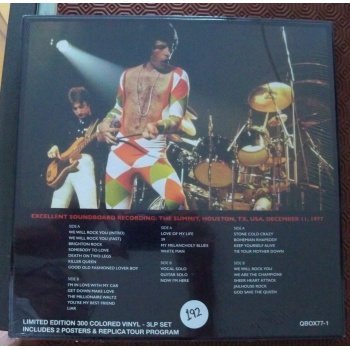 EXCELLENT SOUNDBOARD RECORDING: THE SUMMIT, HOUSTON, TX, USA, DECEMBER 11, 1977
SIDE A
WE WILL ROCK YOU (INTRO)
WE WILL ROCK YOU (FAST)
BRIGHTON ROCK
SOMEBODY TO LOVE
DEATH ON TWO LEGS
KILLER QUEEN
GOOD OLD FASHIONED LOVER BOY
SIDE B
I'M IN LOVE WITH MY CAR
GET DOWN MAKE LOVE
THE MILLIONAIRE WALTZ
YOU'RE MY BEST FRIEND
LIAR
SIDE A
LOVE OF MY LIFE
39
MY MELANCHOLY BLUES
WHITE MAN
SIDE B
VOCAL SOLO
GUITAR SOLO
NOW I'M HERE
SIDE A
STONE COLD CRAZY
BOHEMIAN RHAPSODY
KEEP YOURSELF ALIVE
TIE YOUR MOTHER DOWN
SIDE B
WE WILL ROCK YOU
WE ARE THE CHAMPIONS
SHEER HEART ATTACK
JAILHOUSE ROCK
GOD SAVE THE QUEEN
192
LIMITED EDITION 300 COLORED VINYL - 3LP SET
INCLUDES 2 POSTERS & REPLICA TOUR PROGRAM
QBOX77-1